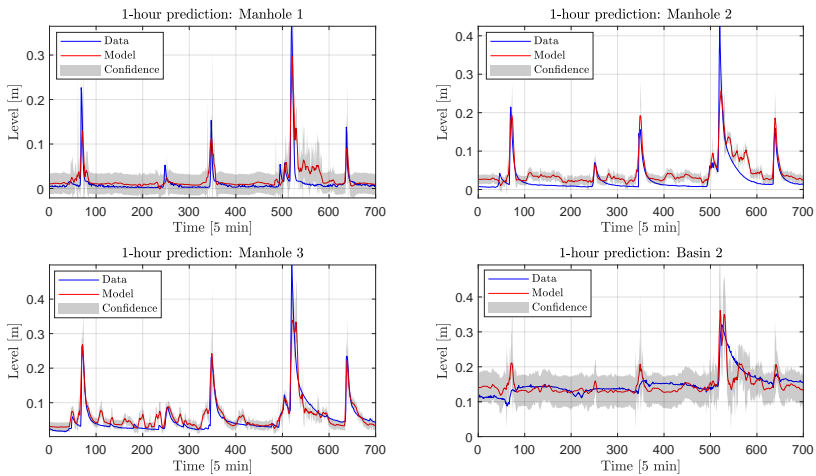 1-hour prediction: Manhole 1
Data
Model
Confidence
Level [m]
0.3
0.2
0.1
0
0 100 200 300 400 500 600 700
Time [5 min]
1-hour prediction: Manhole 2
Data
Model
Confidence
Level [m]
0.4
0.3
0.2
0.1
0
0 100 200 300 400 500 600 700
Time [5 min]
1-hour prediction: Manhole 3
Data
Model
Confidence
Level [m]
0.4
0.3
0.2
0.1
0 100 200 300 400 500 600 700
Time [5 min]
1-hour prediction: Basin 2
Data
Model
Confidence
Level [m]
0.5
0.4
0.3
0.2
0.1
0
0 100 200 300 400 500 600 700
Time [5 min]